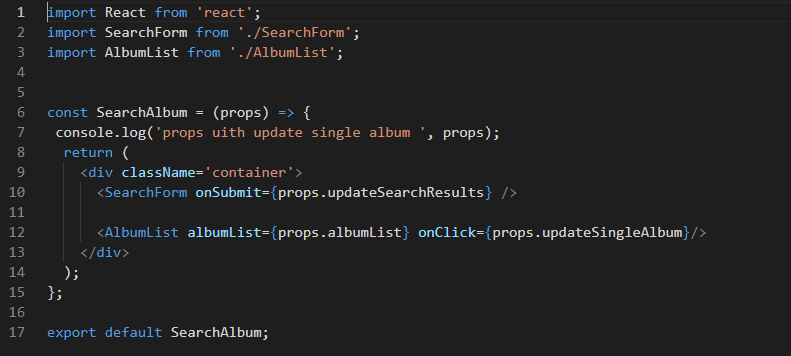 1 import React from 'react';
2 import SearchForm from './SearchForm';
3 import AlbumList from './AlbumList';
4
5
6 const SearchAlbum = (props) => {
7 console.log('props uith update single album ', props);
8 return (
9 <div className='container'>
10 <SearchForm onSubmit={props.updateSearchResults} />
11
12 <AlbumList albumList={props.albumList} onClick={props.updateSingleAlbum}/>
13 </div>
14 );
15 };
16
17 export default SearchAlbum;